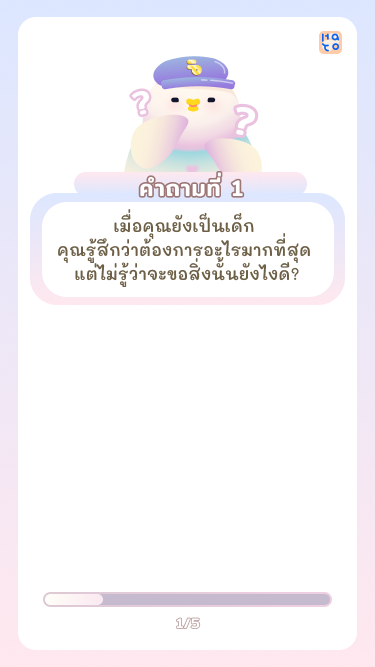 คำถามที่ 1
เมื่อคุณยังเป็นเด็ก
คุณรู้สึกว่าต้องการอะไรมากที่สุด
แต่ไม่รู้ว่าจะขอสิ่งนั้นยังไงดี?
1/5